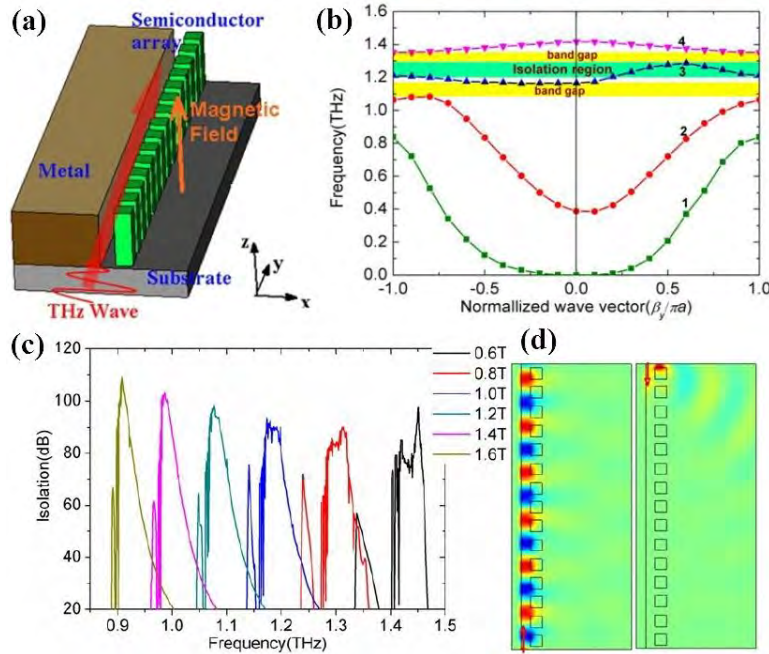 (a)
Semiconductor
array
Magnetic
Field
Metal
Substrate
THz Wave
z
y
x
(b)
Frequency(THz)
1.6
1.4
1.2
1.0
0.8
0.6
0.4
0.2
0.0
4
band gap
Isolation region
3
band gap
2
1
-1.0 -0.5 0.0 0.5 1.0
Normallized wave vector(βy/πa)
(c)
Isolation(dB)
120
100
80
60
40
20
0.6T
0.8T
1.0T
1.2T
1.4T
1.6T
0.9 1.0 1.1 1.2 1.3 1.4 1.5
Frequency(THz)
(d)